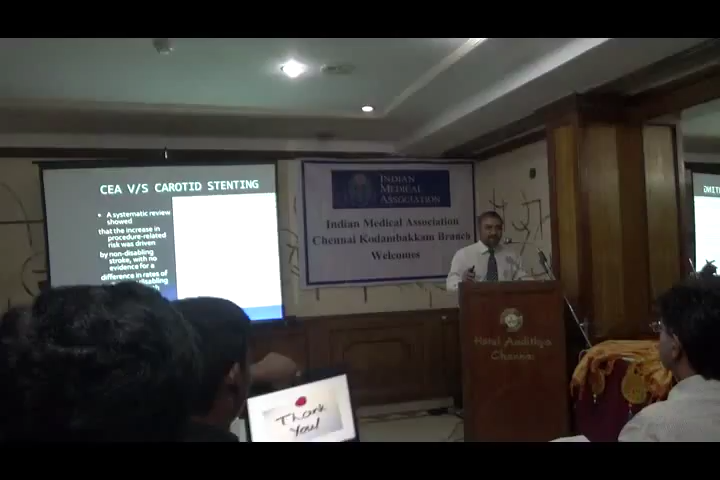 CEA V/S CAROTID STENTING
• A systematic review
showed
that the increase in
procedure-related
risk was driven
by non-disabling
stroke, with no
evidence for a
difference in rates of
INDIAN
MEDICAL
ASSOCIATION
Indian Medical Association
Chennai Kodambakkam Branch
Welcomes
Hotel Aadithya
Chennai
Thank
You!